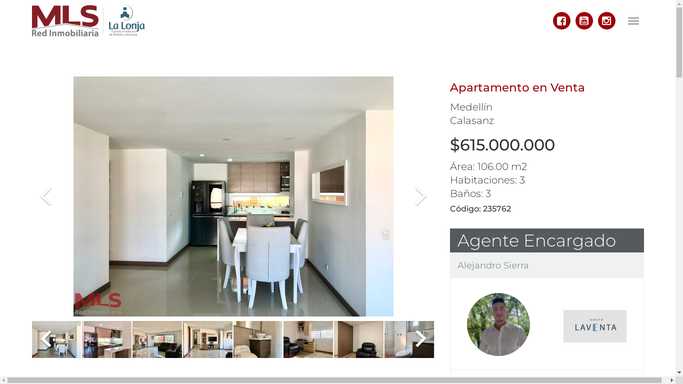 MLS
Red Inmobiliaria
La Lonja
Apartamento en Venta
Medellín
Calasanz
$615.000.000
Área: 106.00 m2
Habitaciones: 3
Baños: 3
Código: 235762
Agente Encargado
Alejandro Sierra
LAVENTA
MLS